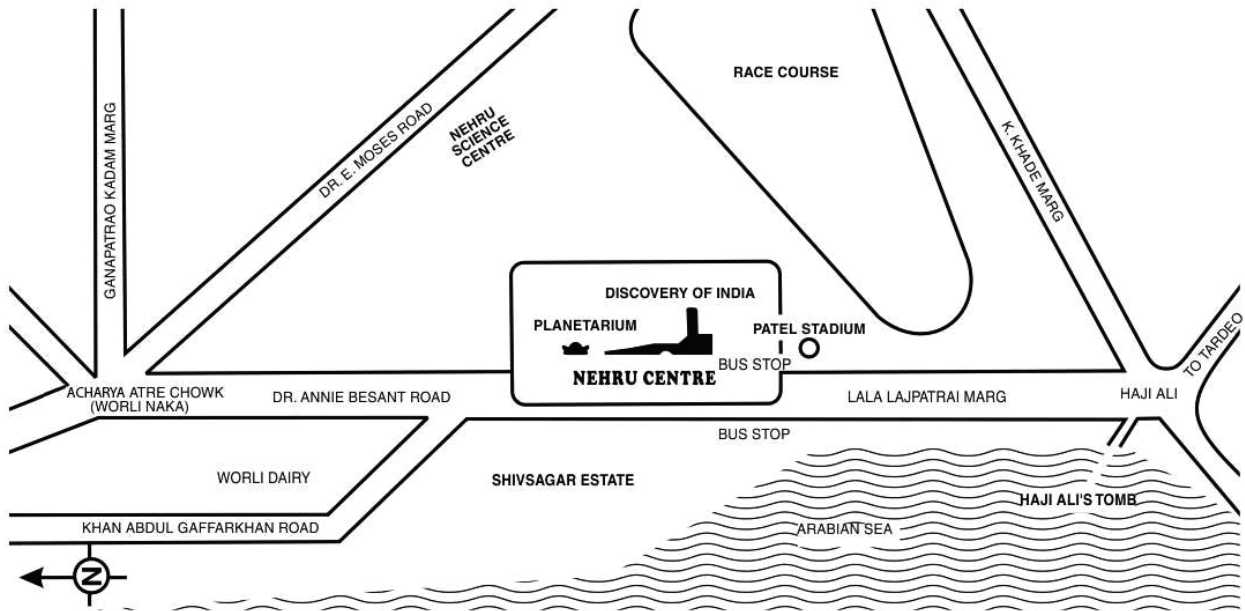 RACE COURSE
GANAPATRAO KADAM MARG
DR. E. MOSES ROAD
NEHRU
SCIENCE
CENTRE
K. KHADE MARG
DISCOVERY OF INDIA
PLANETARIUM
PATEL STADIUM
TO TARDEO
BUS STOP
NEHRU CENTRE
ACHARYA ATRE CHOWK
(WORLI NAKA)
DR. ANNIE BESANT ROAD
LALA LAJPATRAI MARG
HAJI ALI
BUS STOP
WORLI DAIRY
SHIVSAGAR ESTATE
HAJI ALI'S TOMB
KHAN ABDUL GAFFARKHAN ROAD
ARABIAN SEA
N